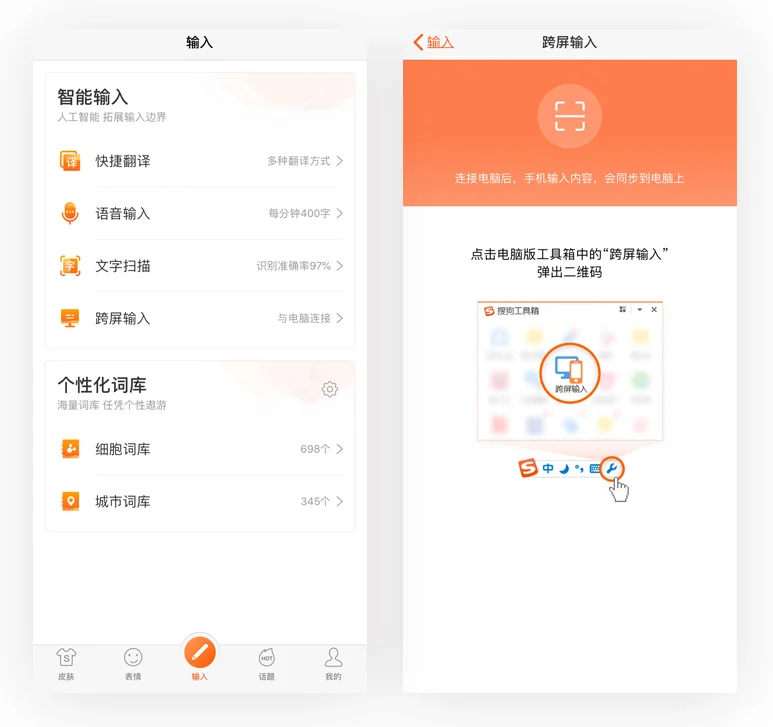 输入
智能输入
人工智能 拓展输入边界
译
快捷翻译
多种翻译方式
语音输入
每分钟400字
字
文字扫描
识别准确率97%
跨屏输入
与电脑连接
个性化词库
海量词库 任凭个性遨游
细胞词库
698个
城市词库
345个
S
HOT
皮肤
表情
输入
话题
我的
输入
跨屏输入
连接电脑后，手机输入内容，会同步到电脑上
点击电脑版工具箱中的“跨屏输入”
弹出二维码
S 搜狗工具箱
跨屏输入
S 中